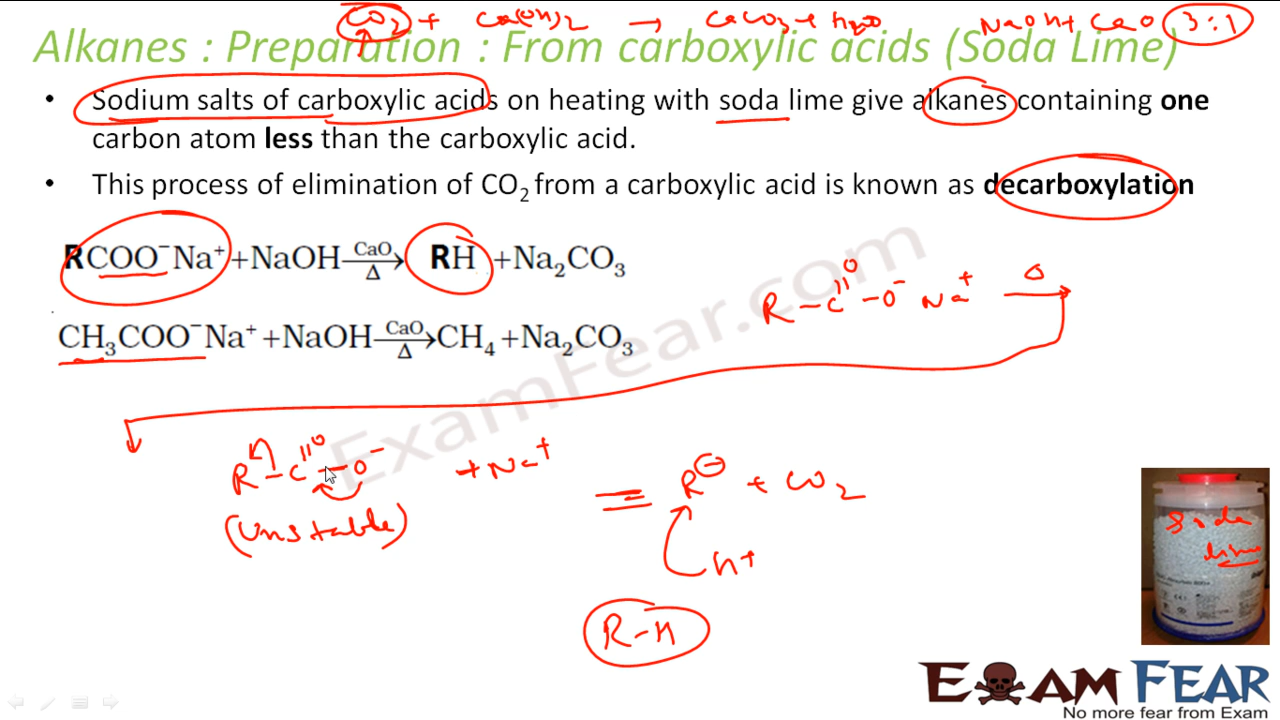 CO₂ + Ca(OH)₂ → CaCO₃ + H₂O NaOH + CaO 3:1
Alkanes : Preparation : From carboxylic acids (Soda Lime)
• Sodium salts of carboxylic acids on heating with soda lime give alkanes containing one
carbon atom less than the carboxylic acid.
• This process of elimination of CO₂ from a carboxylic acid is known as decarboxylation
RCOO⁻Na⁺ + NaOH →(CaO, Δ) RH + Na₂CO₃
R – C(=O) – O⁻ Na⁺ →(Δ)
CH₃COO⁻Na⁺ + NaOH →(CaO, Δ) CH₄ + Na₂CO₃
ExamFear.com
R – C(=O) – O⁻ + Na⁺ ≡ R⊖ + CO₂
(Unstable)
H+
R–H
Soda
lime
EXAM FEAR
No more fear from Exam